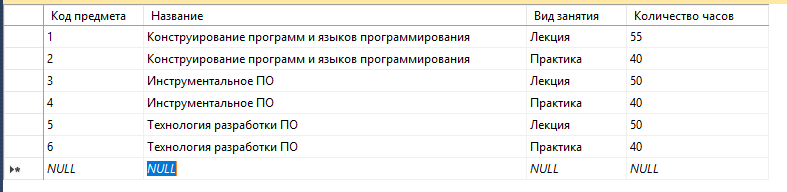 Код предмета Название Вид занятия Количество часов
1 Конструирование программ и языков программирования Лекция 55
2 Конструирование программ и языков программирования Практика 40
3 Инструментальное ПО Лекция 50
4 Инструментальное ПО Практика 40
5 Технология разработки ПО Лекция 50
6 Технология разработки ПО Практика 40
NULL NULL NULL NULL